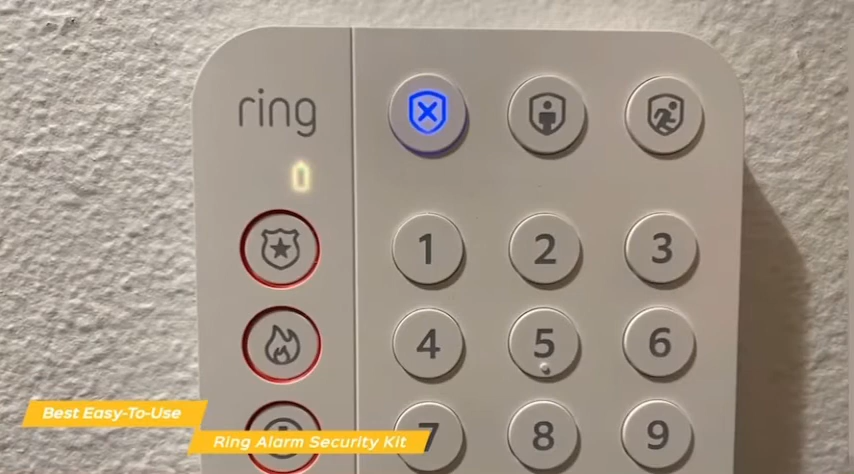 ring
1 2 3
4 5 6
7 8 9
Best Easy-To-Use
Ring Alarm Security Kit